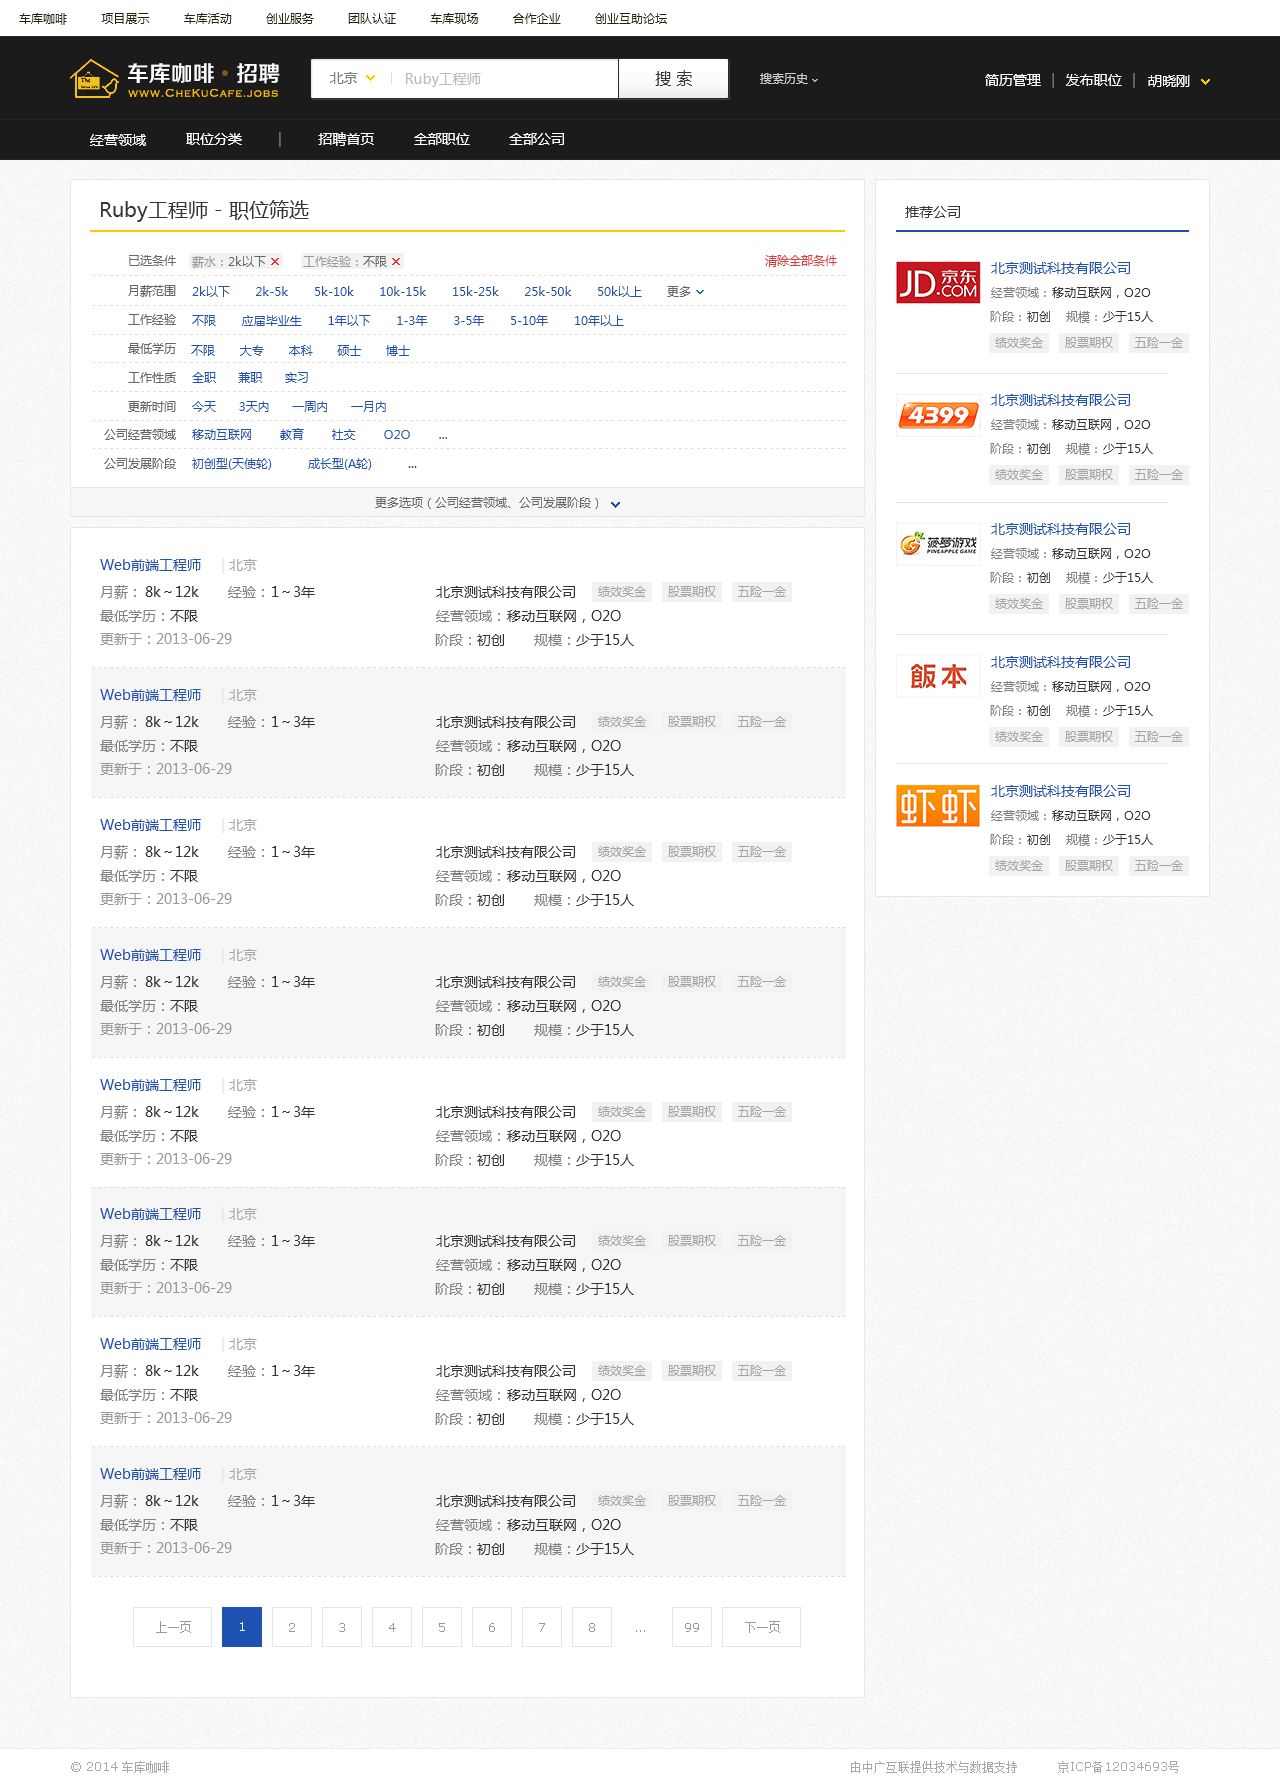 车库咖啡 项目展示 车库活动 创业服务 团队认证 车库现场 合作企业 创业互助论坛
车库咖啡·招聘
www.CheKuCafe.jobs
北京 Ruby工程师 搜 索 搜索历史
简历管理 | 发布职位 | 胡晓刚
经营领域 职位分类 | 招聘首页 全部职位 全部公司
Ruby工程师 - 职位筛选
已选条件 薪水：2k以下 × 工作经验：不限 × 清除全部条件
月薪范围 2k以下 2k-5k 5k-10k 10k-15k 15k-25k 25k-50k 50k以上 更多
工作经验 不限 应届毕业生 1年以下 1-3年 3-5年 5-10年 10年以上
最低学历 不限 大专 本科 硕士 博士
工作性质 全职 兼职 实习
更新时间 今天 3天内 一周内 一月内
公司经营领域 移动互联网 教育 社交 O2O ...
公司发展阶段 初创型(天使轮) 成长型(A轮) ...
更多选项（公司经营领域、公司发展阶段）
Web前端工程师 | 北京
月薪： 8k～12k 经验：1～3年 北京测试科技有限公司 绩效奖金 股票期权 五险一金
最低学历：不限 经营领域：移动互联网，O2O
更新于：2013-06-29 阶段：初创 规模：少于15人
Web前端工程师 | 北京
月薪： 8k～12k 经验：1～3年 北京测试科技有限公司 绩效奖金 股票期权 五险一金
最低学历：不限 经营领域：移动互联网，O2O
更新于：2013-06-29 阶段：初创 规模：少于15人
Web前端工程师 | 北京
月薪： 8k～12k 经验：1～3年 北京测试科技有限公司 绩效奖金 股票期权 五险一金
最低学历：不限 经营领域：移动互联网，O2O
更新于：2013-06-29 阶段：初创 规模：少于15人
Web前端工程师 | 北京
月薪： 8k～12k 经验：1～3年 北京测试科技有限公司 绩效奖金 股票期权 五险一金
最低学历：不限 经营领域：移动互联网，O2O
更新于：2013-06-29 阶段：初创 规模：少于15人
Web前端工程师 | 北京
月薪： 8k～12k 经验：1～3年 北京测试科技有限公司 绩效奖金 股票期权 五险一金
最低学历：不限 经营领域：移动互联网，O2O
更新于：2013-06-29 阶段：初创 规模：少于15人
Web前端工程师 | 北京
月薪： 8k～12k 经验：1～3年 北京测试科技有限公司 绩效奖金 股票期权 五险一金
最低学历：不限 经营领域：移动互联网，O2O
更新于：2013-06-29 阶段：初创 规模：少于15人
Web前端工程师 | 北京
月薪： 8k～12k 经验：1～3年 北京测试科技有限公司 绩效奖金 股票期权 五险一金
最低学历：不限 经营领域：移动互联网，O2O
更新于：2013-06-29 阶段：初创 规模：少于15人
Web前端工程师 | 北京
月薪： 8k～12k 经验：1～3年 北京测试科技有限公司 绩效奖金 股票期权 五险一金
最低学历：不限 经营领域：移动互联网，O2O
更新于：2013-06-29 阶段：初创 规模：少于15人
上一页 1 2 3 4 5 6 7 8 ... 99 下一页
推荐公司
JD京东.COM
北京测试科技有限公司
经营领域：移动互联网，O2O
阶段：初创 规模：少于15人
绩效奖金 股票期权 五险一金
4399
北京测试科技有限公司
经营领域：移动互联网，O2O
阶段：初创 规模：少于15人
绩效奖金 股票期权 五险一金
菠萝游戏
PINEAPPLE GAME
北京测试科技有限公司
经营领域：移动互联网，O2O
阶段：初创 规模：少于15人
绩效奖金 股票期权 五险一金
飯本
北京测试科技有限公司
经营领域：移动互联网，O2O
阶段：初创 规模：少于15人
绩效奖金 股票期权 五险一金
虾虾
北京测试科技有限公司
经营领域：移动互联网，O2O
阶段：初创 规模：少于15人
绩效奖金 股票期权 五险一金
© 2014 车库咖啡 由中广互联提供技术与数据支持 京ICP备12034693号